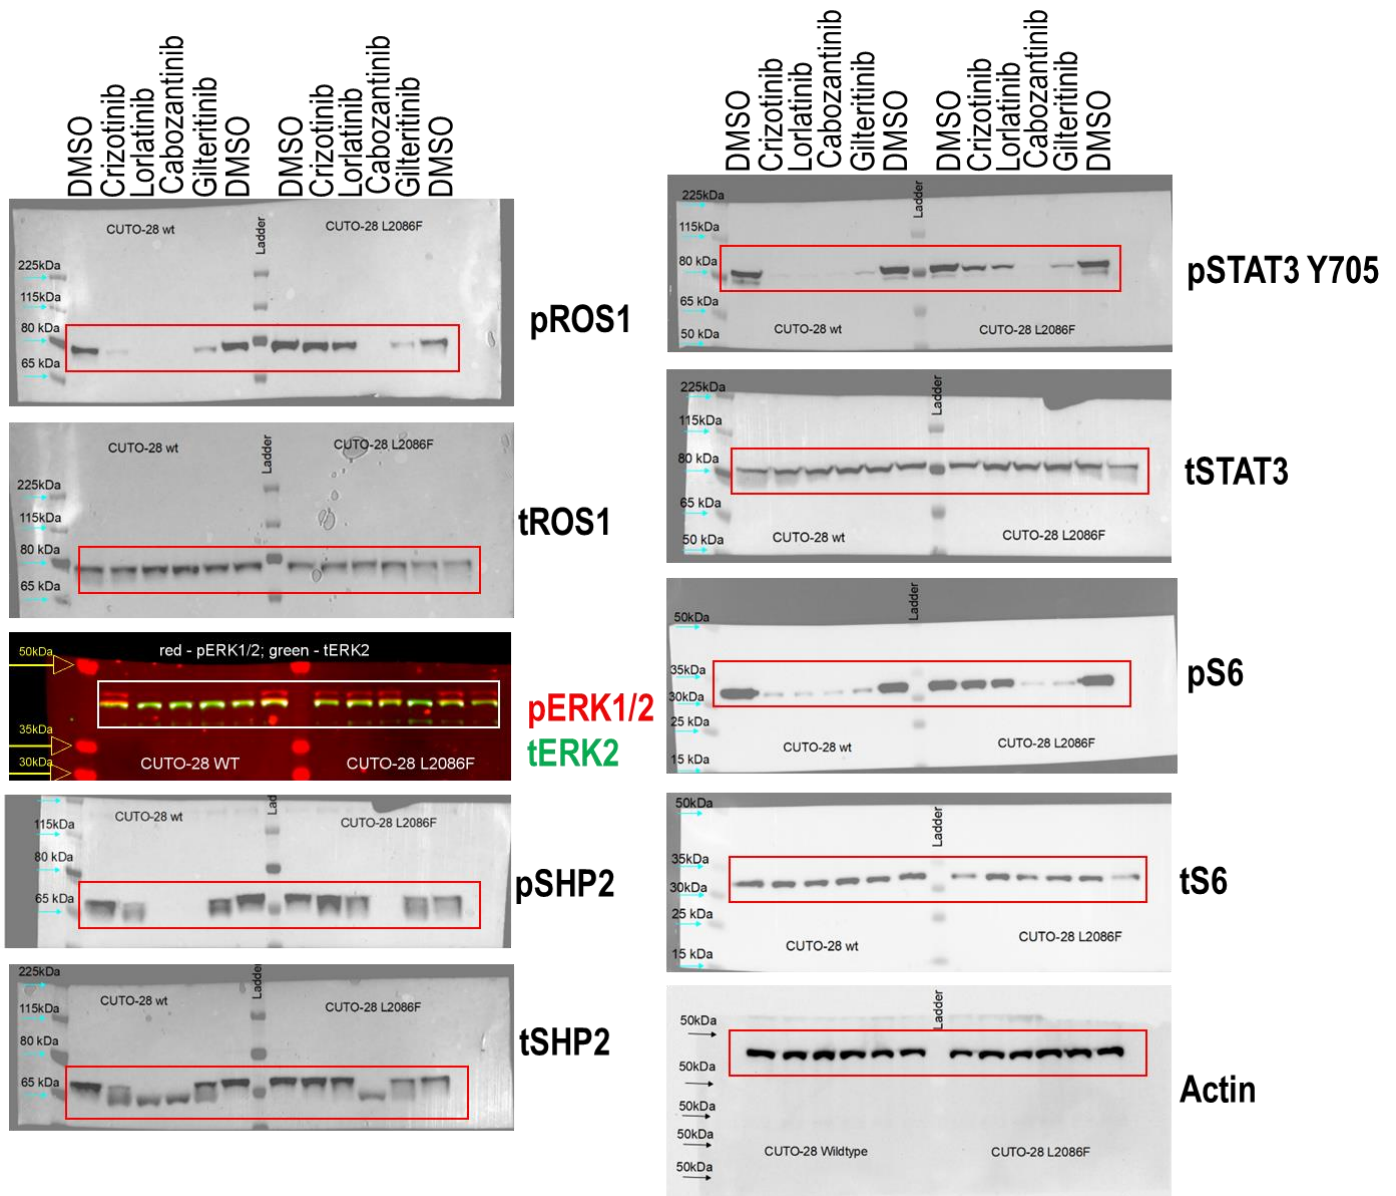 DMSO
Crizotinib
Lorlatinib
Cabozantinib
Gilteritinib
DMSO
DMSO
Crizotinib
Lorlatinib
Cabozantinib
Gilteritinib
DMSO
CUTO-28 wt
Ladder
CUTO-28 L2086F
225kDa
115kDa
80 kDa
65 kDa
pROS1
CUTO-28 wt
Ladder
CUTO-28 L2086F
225kDa
115kDa
80 kDa
65 kDa
tROS1
50kDa
red - pERK1/2; green - tERK2
35kDa
30kDa
CUTO-28 WT
CUTO-28 L2086F
pERK1/2
tERK2
CUTO-28 wt
Lad
CUTO-28 L2086F
115kDa
80 kDa
65 kDa
pSHP2
225kDa
CUTO-28 wt
Ladder
CUTO-28 L2086F
115kDa
80 kDa
65 kDa
tSHP2
DMSO
Crizotinib
Lorlatinib
Cabozantinib
Gilteritinib
DMSO
DMSO
Crizotinib
Lorlatinib
Cabozantinib
Gilteritinib
DMSO
225kDa
Ladder
115kDa
80 kDa
65 kDa
50 kDa
CUTO-28 wt
CUTO-28 L2086F
pSTAT3 Y705
225kDa
Ladder
115kDa
80 kDa
65 kDa
50 kDa
CUTO-28 wt
CUTO-28 L2086F
tSTAT3
50kDa
Ladder
35kDa
30kDa
25 kDa
15 kDa
CUTO-28 wt
CUTO-28 L2086F
pS6
50kDa
Ladder
35kDa
30kDa
25 kDa
15 kDa
CUTO-28 wt
CUTO-28 L2086F
tS6
50kDa
Ladder
50kDa
50kDa
50kDa
50kDa
CUTO-28 Wildtype
CUTO-28 L2086F
Actin